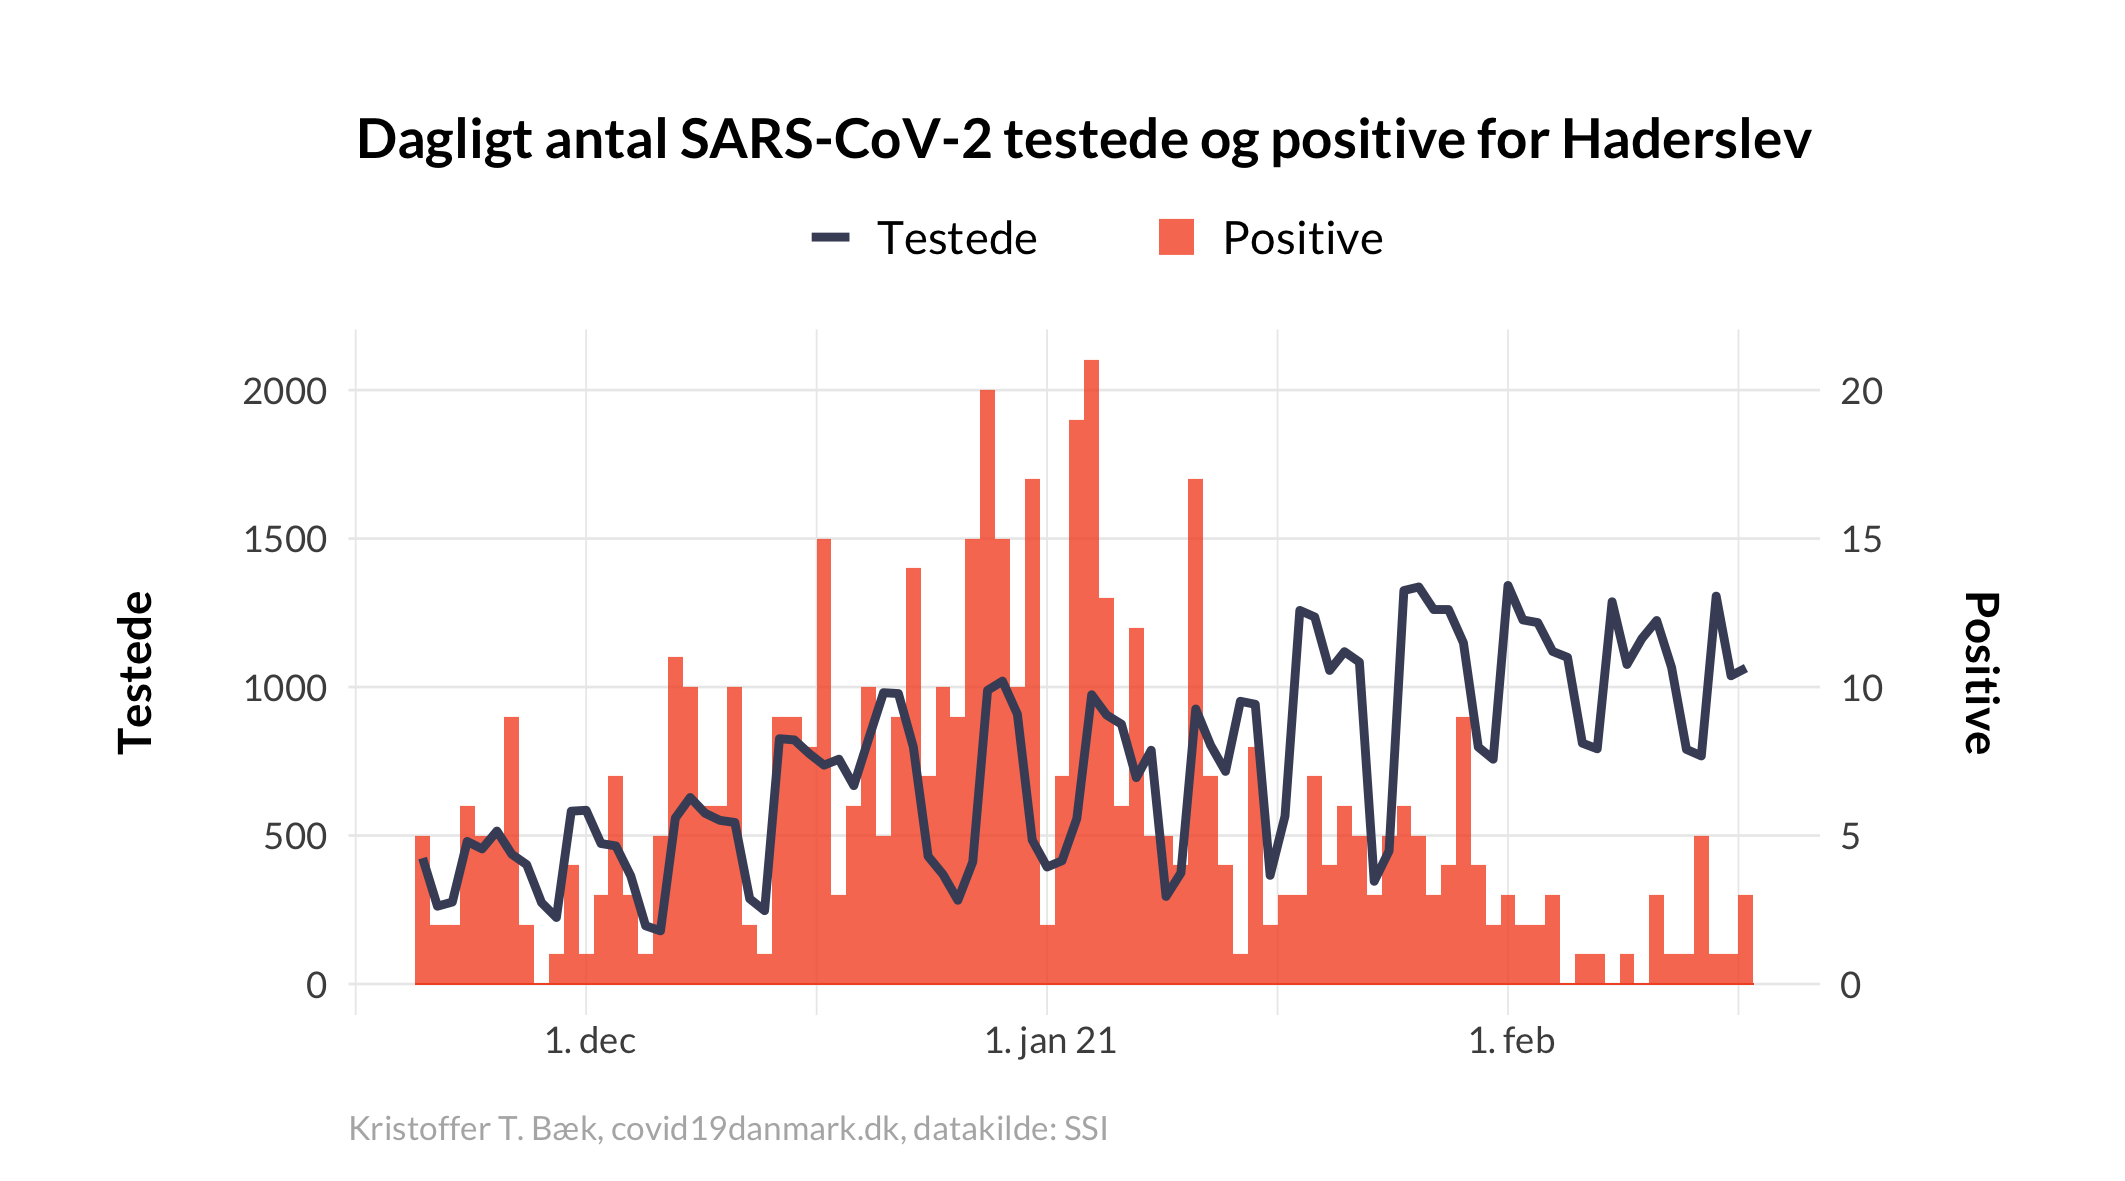 Dagligt antal SARS-CoV-2 testede og positive for Haderslev
Testede
Positive
2000
1500
1000
500
0
20
15
10
5
0
Testede
Positive
1. dec
1. jan 21
1. feb
Kristoffer T. Bæk, covid19danmark.dk, datakilde: SSI